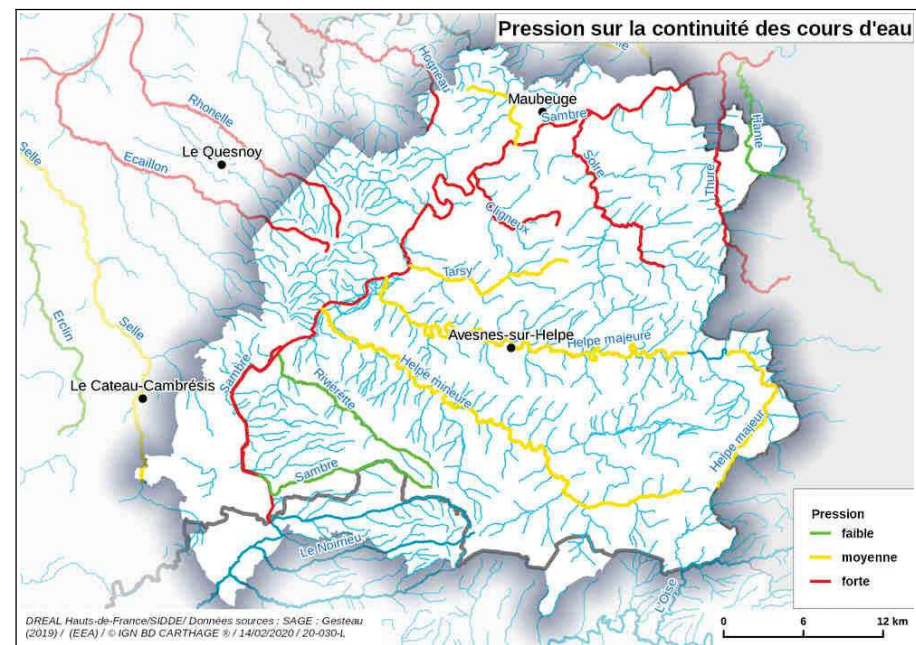 Pression sur la continuité des cours d'eau
Hogneau
Maubeuge
Sambre
Hante
Rhonelle
Le Quesnoy
Ecaillon
Selle
Solre
Thure
Cligneux
Tarsy
Erclin
Selle
Avesnes-sur-Helpe
Helpe majeure
Sambre
Helpe mineure
Rivièrette
Le Cateau-Cambrésis
Helpe majeur
Sambre
Le Noirrieu
L'Oise
Pression
faible
moyenne
forte
DREAL Hauts-de-France/SIDDE/ Données sources : SAGE : Gesteau
(2019) / (EEA) / © IGN BD CARTHAGE ® / 14/02/2020 / 20-030-L
0 6 12 km